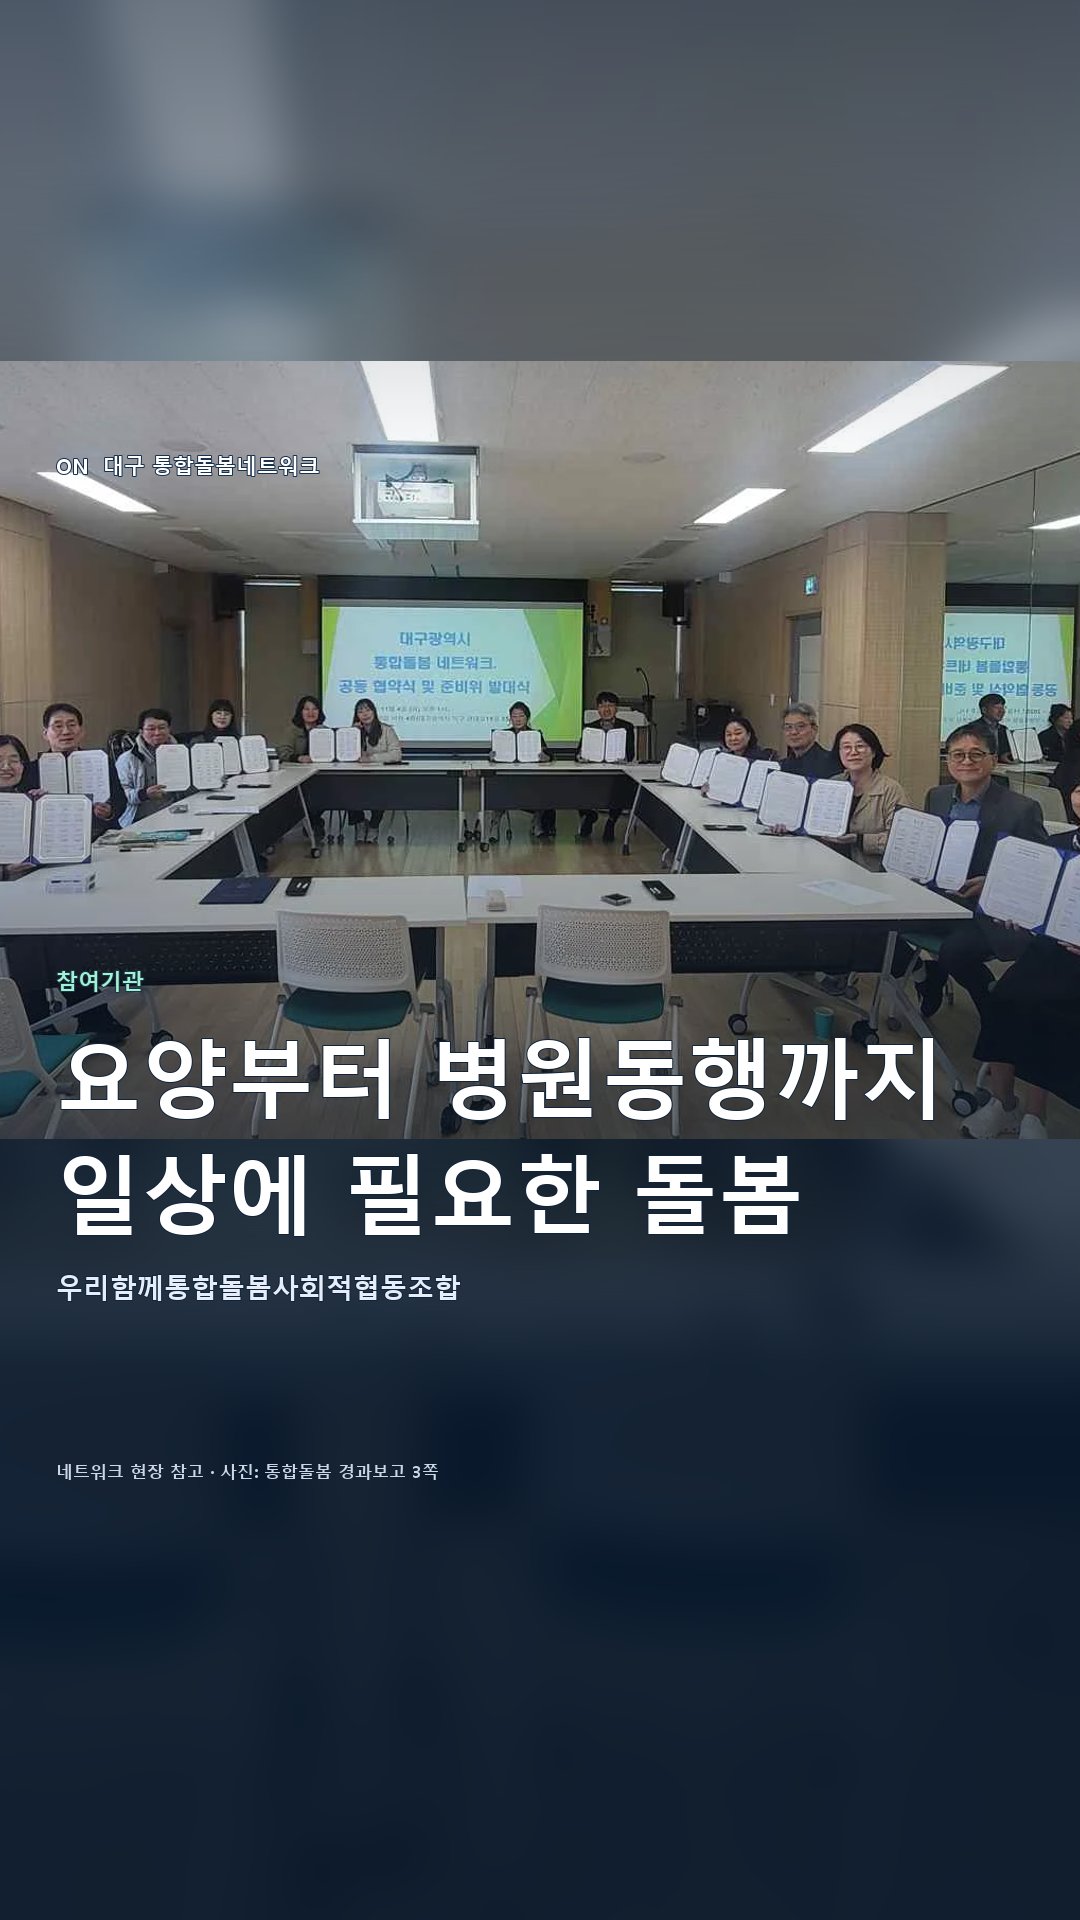 ON 대구 통합돌봄네트워크
대구광역시
통합돌봄 네트워크.
공동 협약식 및 준비위 발대식
참여기관
요양부터 병원동행까지
일상에 필요한 돌봄
우리함께통합돌봄사회적협동조합
네트워크 현장 참고 · 사진: 통합돌봄 경과보고 3쪽